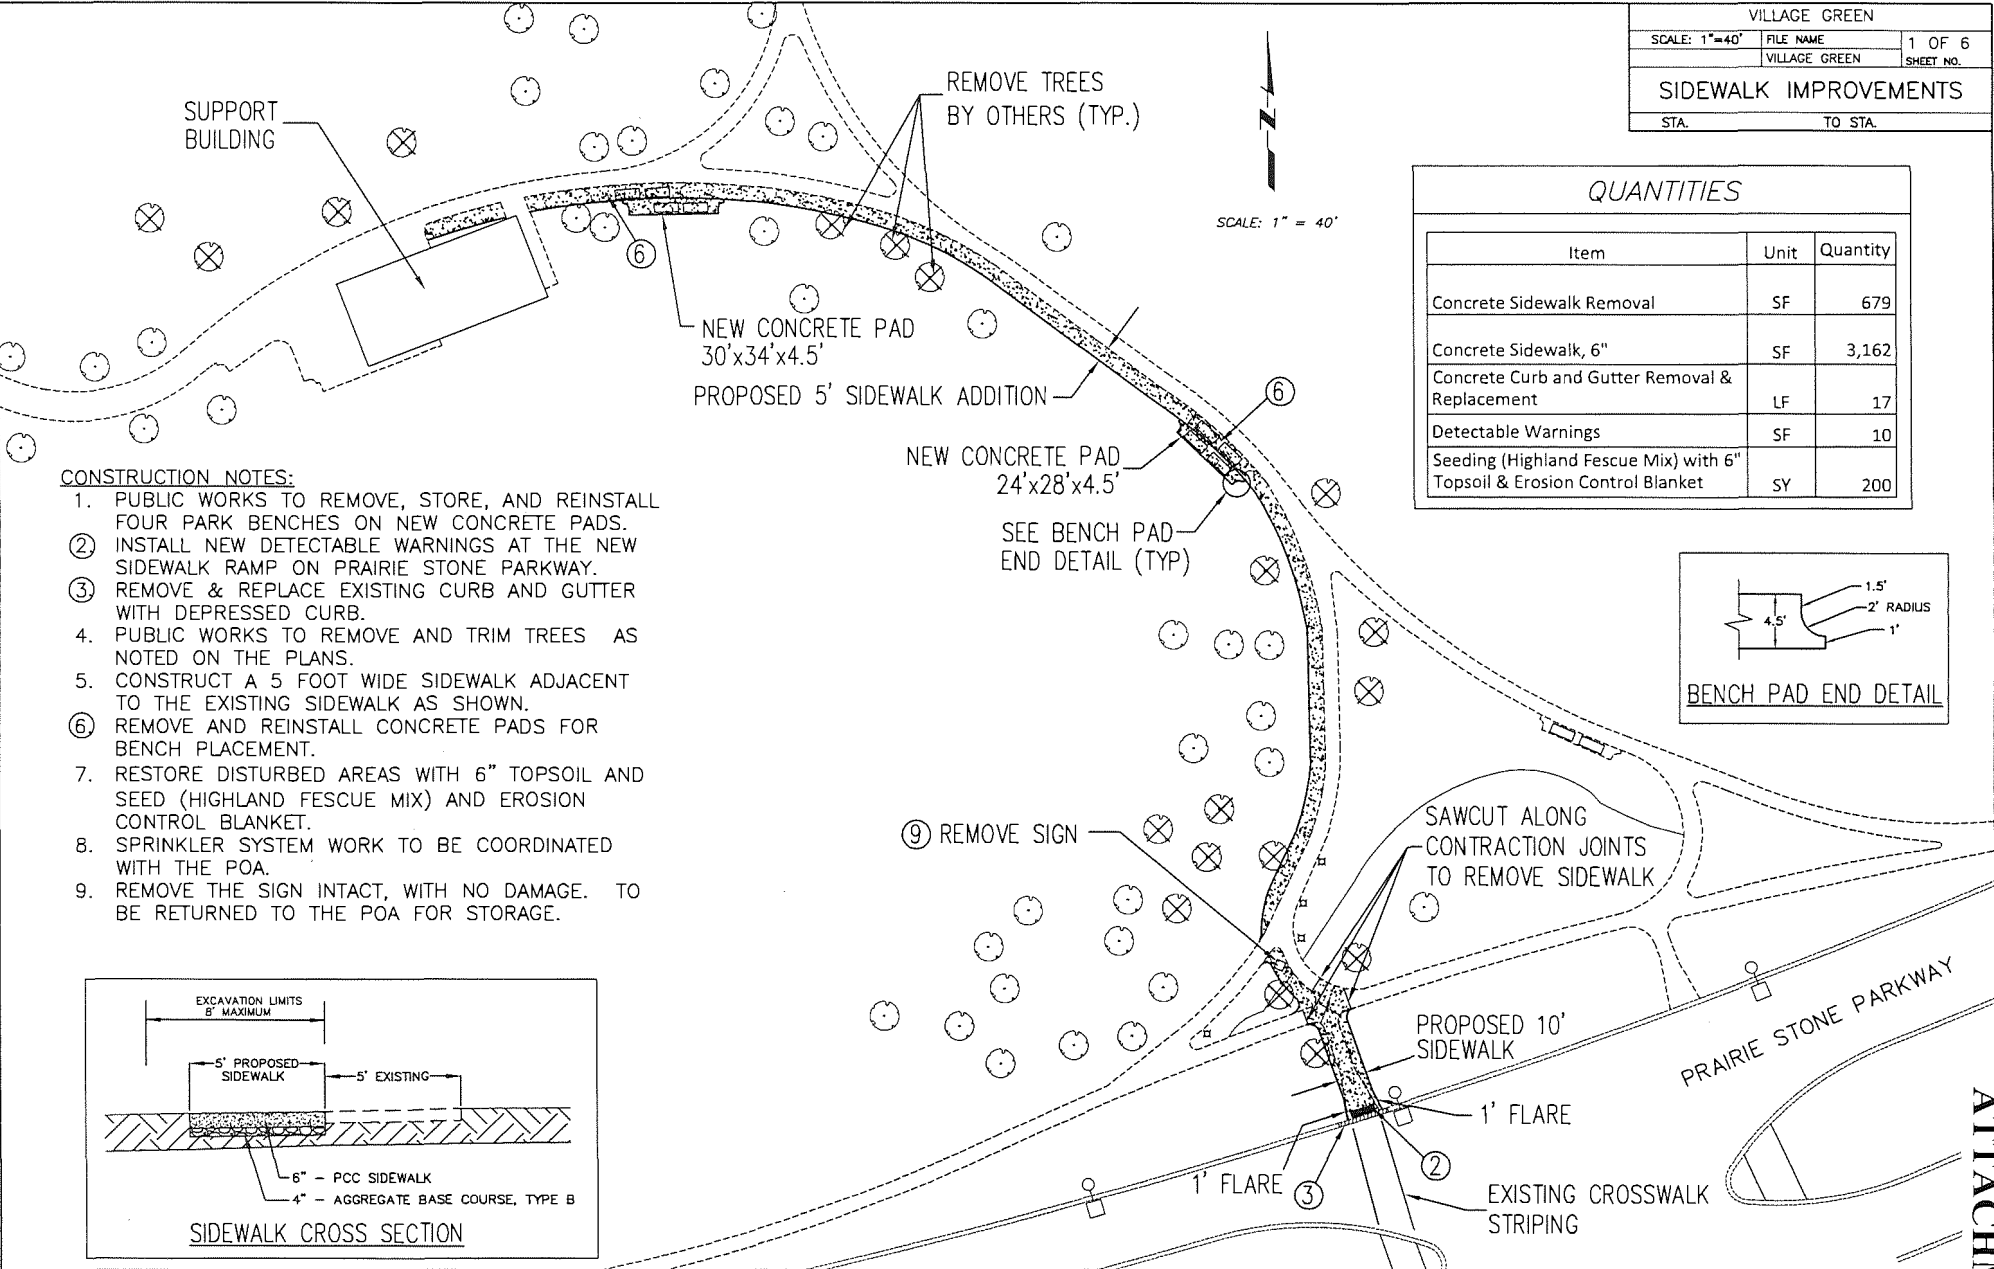 VILLAGE GREEN
SCALE: 1"=40' FILE NAME 1 OF 6
VILLAGE GREEN SHEET NO.
SIDEWALK IMPROVEMENTS
STA. TO STA.
SUPPORT
BUILDING
REMOVE TREES
BY OTHERS (TYP.)
N
SCALE: 1" = 40'
QUANTITIES
Item Unit Quantity
Concrete Sidewalk Removal SF 679
Concrete Sidewalk, 6" SF 3,162
Concrete Curb and Gutter Removal &
Replacement LF 17
Detectable Warnings SF 10
Seeding (Highland Fescue Mix) with 6"
Topsoil & Erosion Control Blanket SY 200
6
NEW CONCRETE PAD
30'x34'x4.5'
PROPOSED 5' SIDEWALK ADDITION
6
NEW CONCRETE PAD
24'x28'x4.5'
SEE BENCH PAD
END DETAIL (TYP)
CONSTRUCTION NOTES:
1. PUBLIC WORKS TO REMOVE, STORE, AND REINSTALL
FOUR PARK BENCHES ON NEW CONCRETE PADS.
2 INSTALL NEW DETECTABLE WARNINGS AT THE NEW
SIDEWALK RAMP ON PRAIRIE STONE PARKWAY.
3 REMOVE & REPLACE EXISTING CURB AND GUTTER
WITH DEPRESSED CURB.
4. PUBLIC WORKS TO REMOVE AND TRIM TREES AS
NOTED ON THE PLANS.
5. CONSTRUCT A 5 FOOT WIDE SIDEWALK ADJACENT
TO THE EXISTING SIDEWALK AS SHOWN.
6 REMOVE AND REINSTALL CONCRETE PADS FOR
BENCH PLACEMENT.
7. RESTORE DISTURBED AREAS WITH 6" TOPSOIL AND
SEED (HIGHLAND FESCUE MIX) AND EROSION
CONTROL BLANKET.
8. SPRINKLER SYSTEM WORK TO BE COORDINATED
WITH THE POA.
9. REMOVE THE SIGN INTACT, WITH NO DAMAGE. TO
BE RETURNED TO THE POA FOR STORAGE.
1.5'
2' RADIUS
4.5'
1'
BENCH PAD END DETAIL
9 REMOVE SIGN
SAWCUT ALONG
CONTRACTION JOINTS
TO REMOVE SIDEWALK
PROPOSED 10'
SIDEWALK
PRAIRIE STONE PARKWAY
1' FLARE
2
1' FLARE
3
EXISTING CROSSWALK
STRIPING
EXCAVATION LIMITS
8' MAXIMUM
5' PROPOSED
SIDEWALK
5' EXISTING
6" - PCC SIDEWALK
4" - AGGREGATE BASE COURSE, TYPE B
SIDEWALK CROSS SECTION